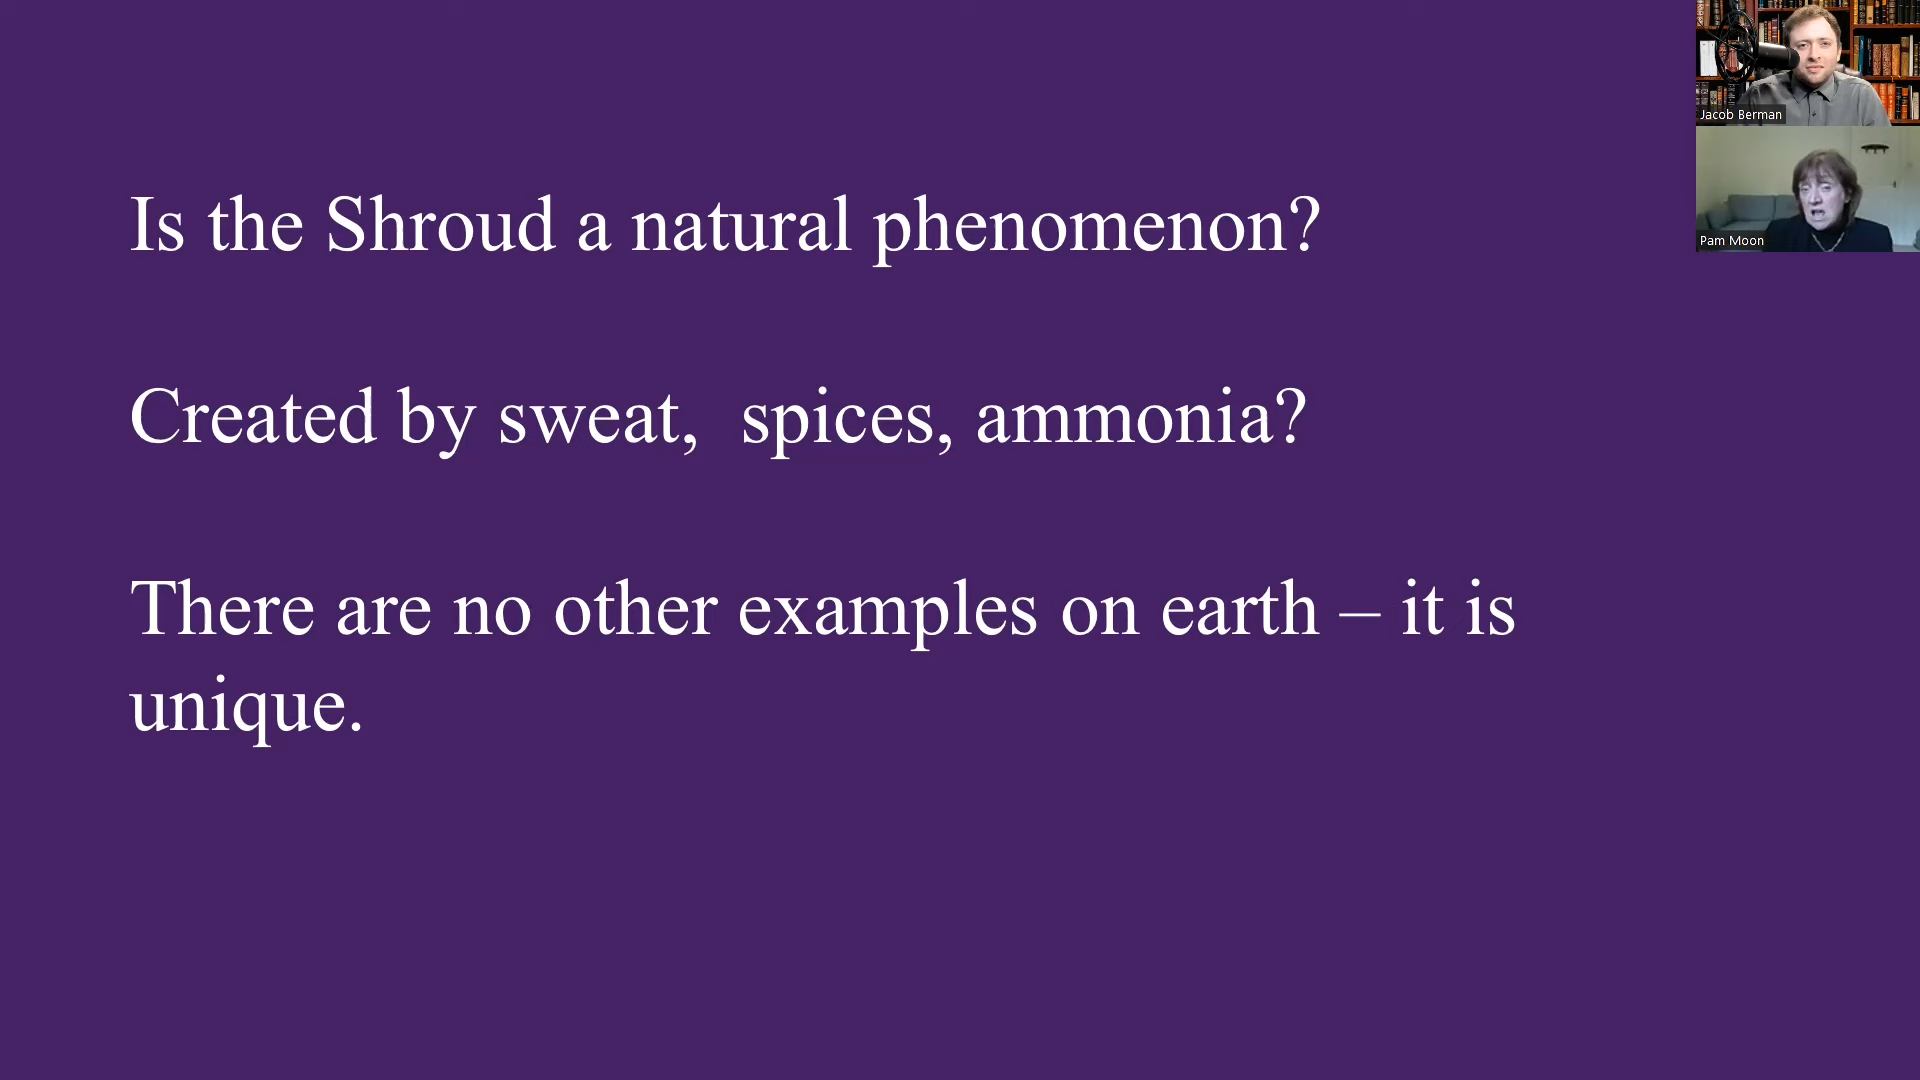 Is the Shroud a natural phenomenon?
Created by sweat,  spices, ammonia?
There are no other examples on earth – it is
unique.
Jacob Berman
Pam Moon